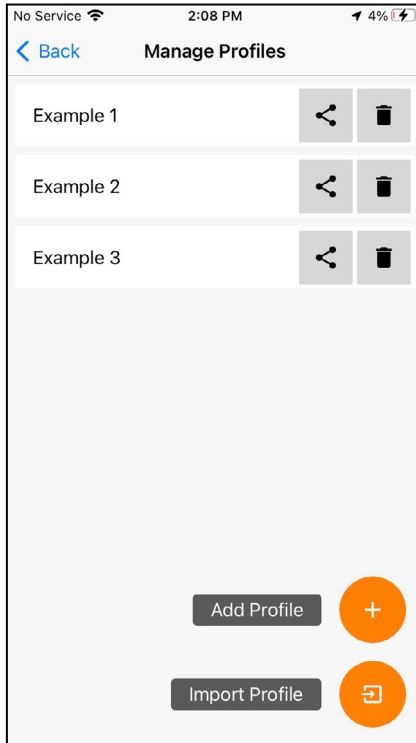 No Service 2:08 PM 4%
Back Manage Profiles
Example 1
Example 2
Example 3
Add Profile
Import Profile